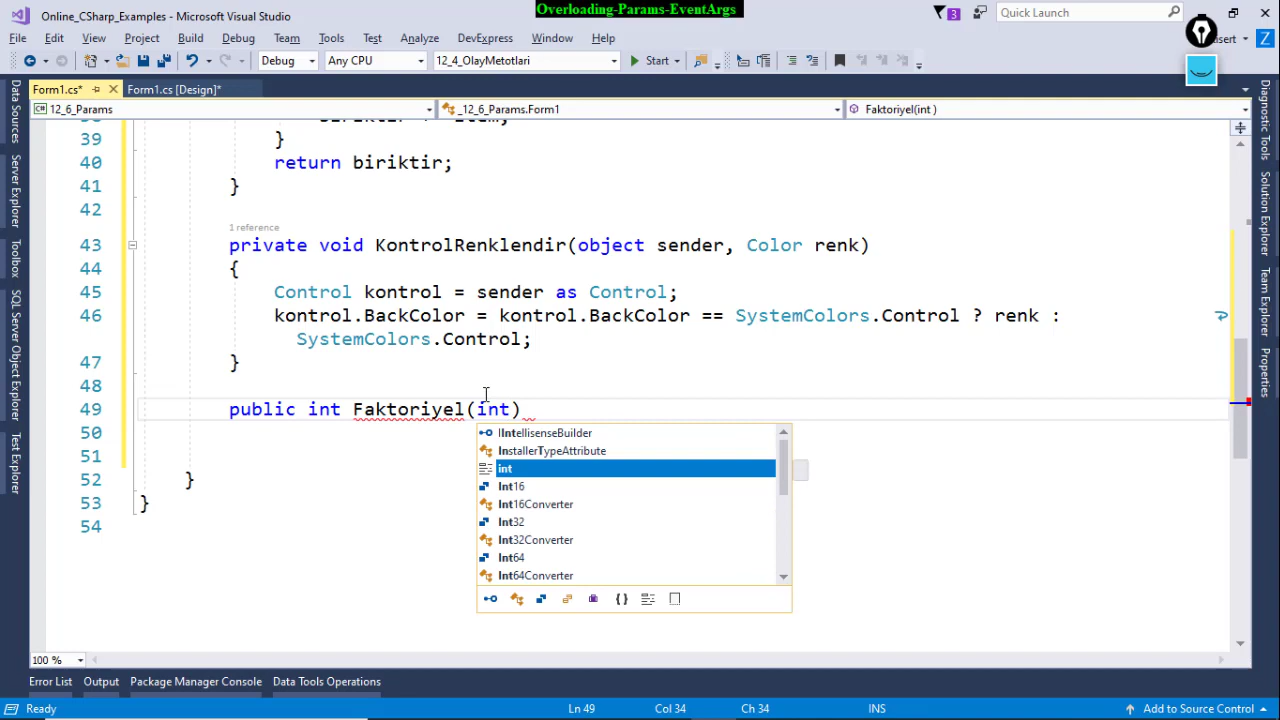 Online_CSharp_Examples - Microsoft Visual Studio
Overloading-Params-EventArgs
3
Quick Launch
File Edit View Project Build Debug Team Tools Test Analyze DevExpress Window Help
Z
Debug Any CPU 12_4_OlayMetotlari Start
Form1.cs* Form1.cs [Design]*
12_6_Params _12_6_Params.Form1 Faktoriyel(int )
39 }
40 return biriktir;
41 }
42
1 reference
43 private void KontrolRenklendir(object sender, Color renk)
44 {
45 Control kontrol = sender as Control;
46 kontrol.BackColor = kontrol.BackColor == SystemColors.Control ? renk :
SystemColors.Control;
47 }
48
49 public int Faktoriyel(int)
50
51
52 }
53 }
54
IIntellisenseBuilder
InstallerTypeAttribute
int
Int16
Int16Converter
Int32
Int32Converter
Int64
Int64Converter
Data Sources
Server Explorer
Toolbox
SQL Server Object Explorer
Test Explorer
Diagnostic Tools
Solution Explorer
Team Explorer
Properties
100 %
Error List Output Package Manager Console Data Tools Operations
Ready Ln 49 Col 34 Ch 34 INS Add to Source Control